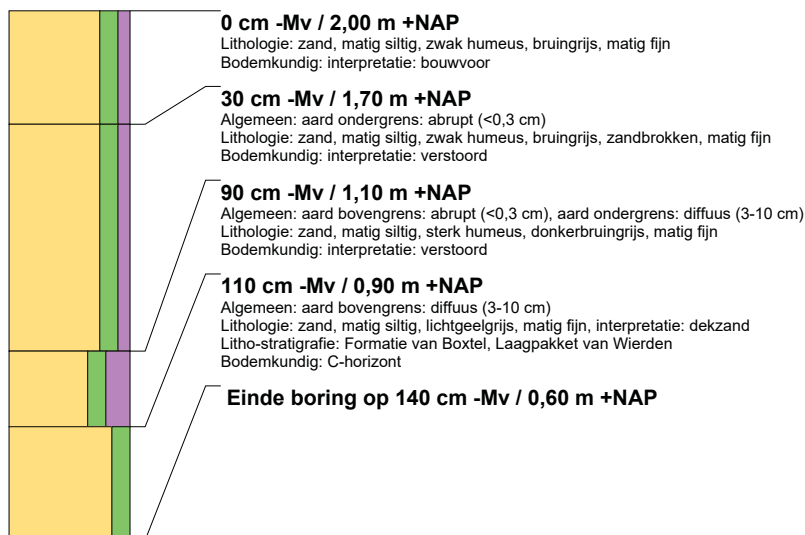 0 cm -Mv / 2,00 m +NAP
Lithologie: zand, matig siltig, zwak humeus, bruingrijs, matig fijn
Bodemkundig: interpretatie: bouwvoor
30 cm -Mv / 1,70 m +NAP
Algemeen: aard ondergrens: abrupt (<0,3 cm)
Lithologie: zand, matig siltig, zwak humeus, bruingrijs, zandbrokken, matig fijn
Bodemkundig: interpretatie: verstoord
90 cm -Mv / 1,10 m +NAP
Algemeen: aard bovengrens: abrupt (<0,3 cm), aard ondergrens: diffuus (3-10 cm)
Lithologie: zand, matig siltig, sterk humeus, donkerbruingrijs, matig fijn
Bodemkundig: interpretatie: verstoord
110 cm -Mv / 0,90 m +NAP
Algemeen: aard bovengrens: diffuus (3-10 cm)
Lithologie: zand, matig siltig, lichtgeelgrijs, matig fijn, interpretatie: dekzand
Litho-stratigrafie: Formatie van Boxtel, Laagpakket van Wierden
Bodemkundig: C-horizont
Einde boring op 140 cm -Mv / 0,60 m +NAP